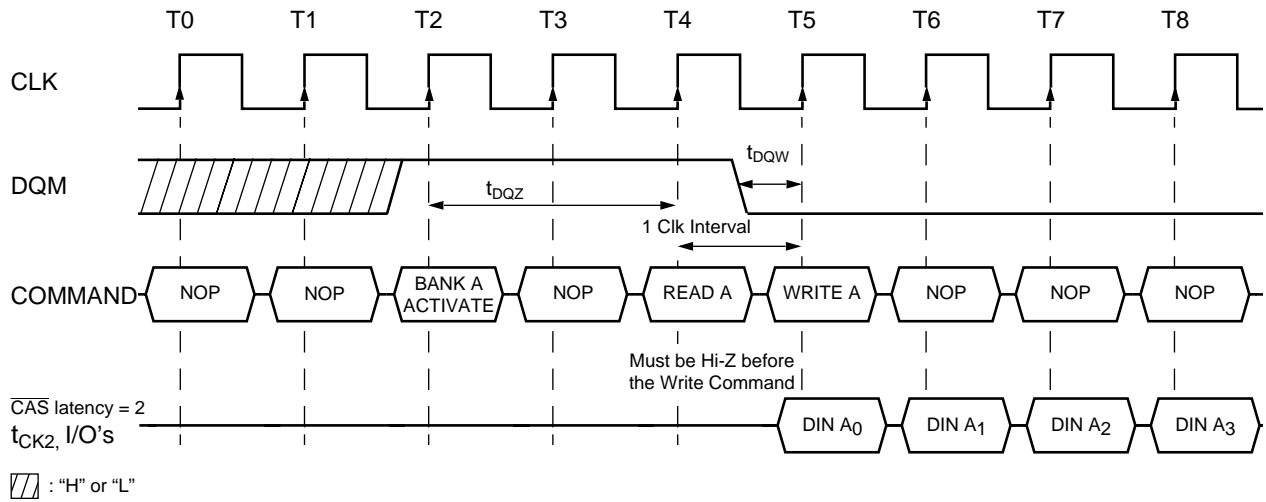 T0 T1 T2 T3 T4 T5 T6 T7 T8
CLK
DQM
tDQW
tDQZ
1 Clk Interval
COMMAND NOP NOP BANK A ACTIVATE NOP READ A WRITE A NOP NOP NOP
Must be Hi-Z before
the Write Command
CAS latency = 2
tCK2, I/O's DIN A0 DIN A1 DIN A2 DIN A3
: “H” or “L”